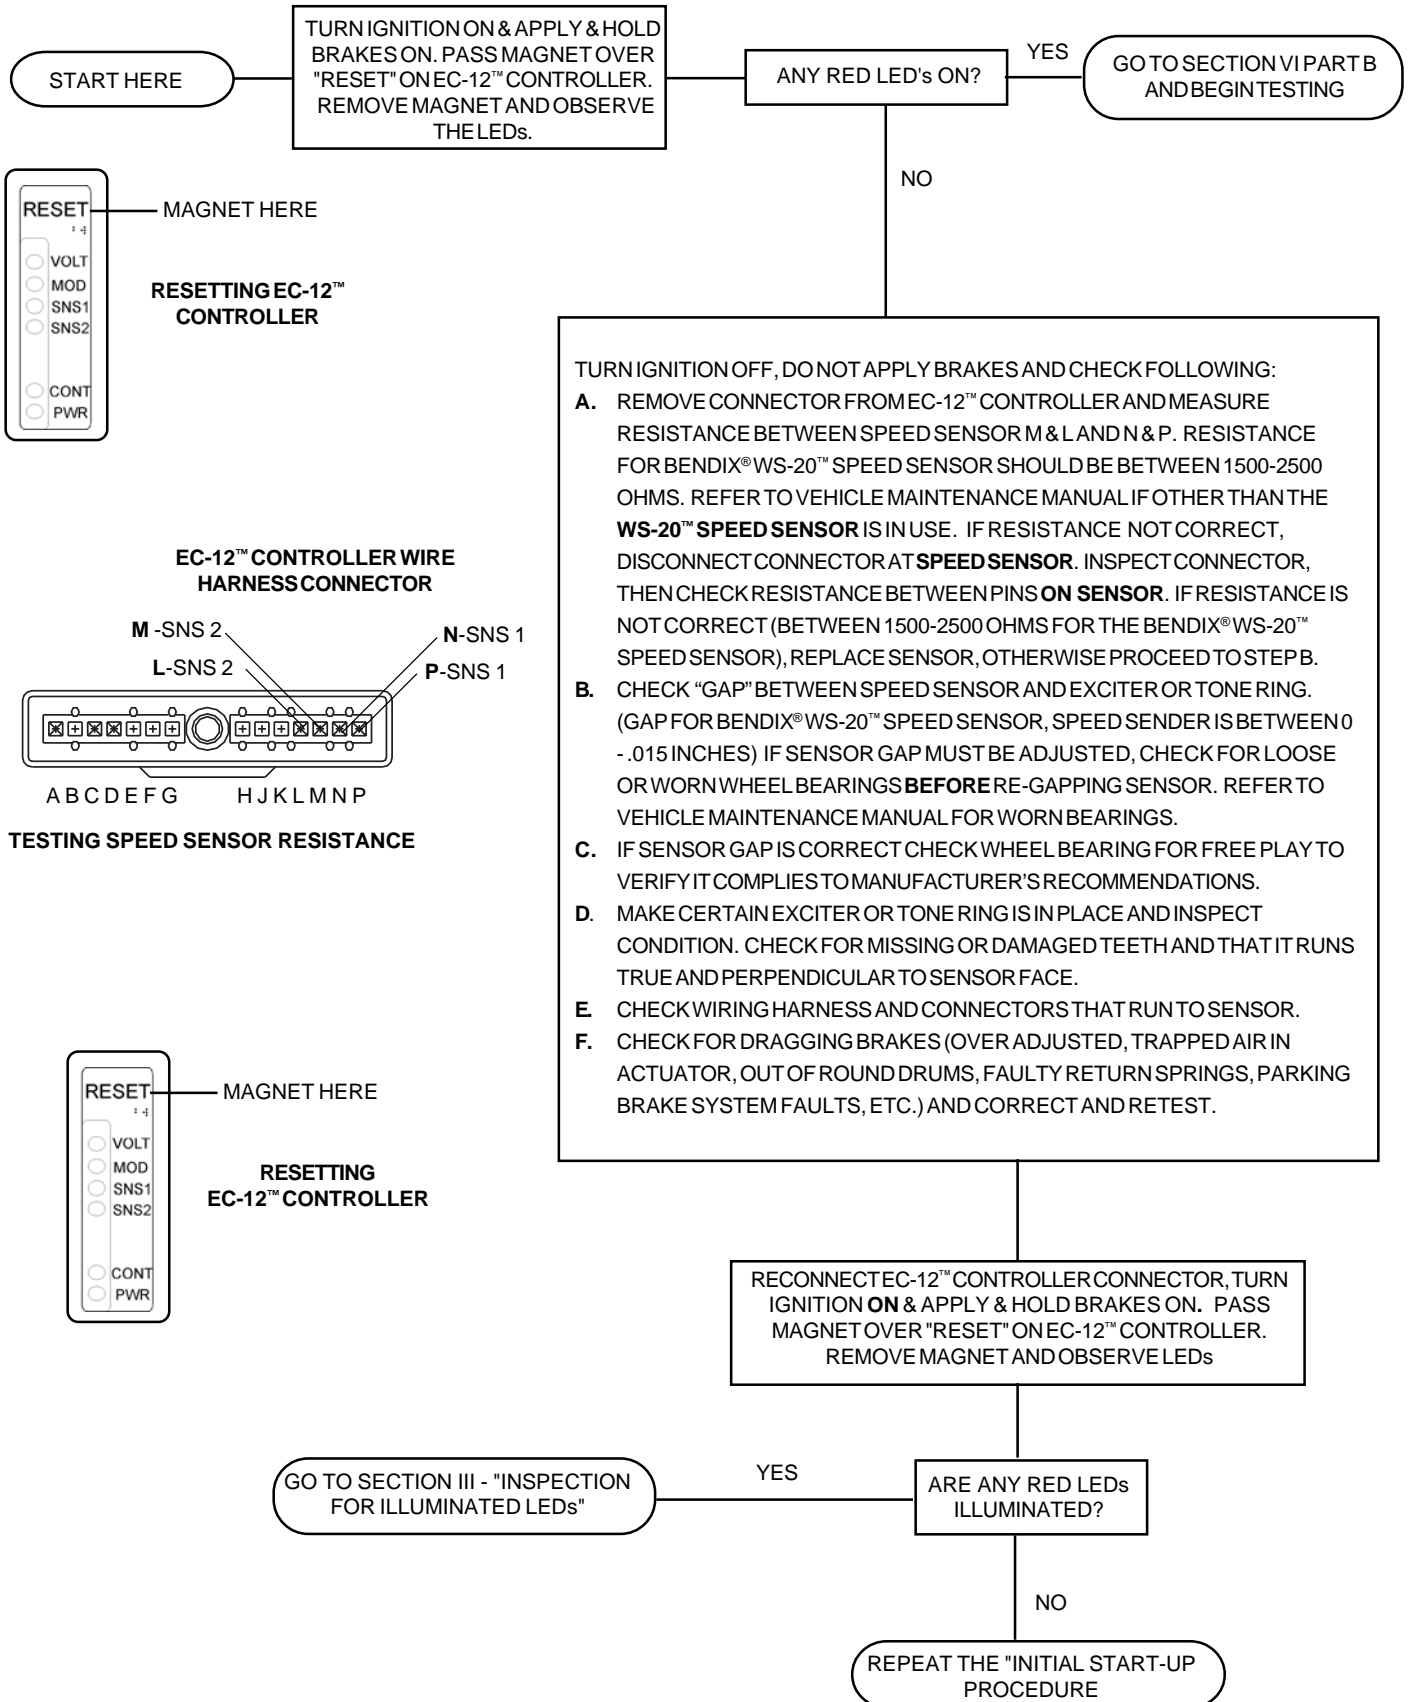 START HERE
TURN IGNITION ON & APPLY & HOLD
BRAKES ON. PASS MAGNET OVER
"RESET" ON EC-12™ CONTROLLER.
REMOVE MAGNET AND OBSERVE
THE LEDs.
ANY RED LED's ON?
YES
GO TO SECTION VI PART B
AND BEGIN TESTING
NO
RESET
MAGNET HERE
VOLT
MOD
SNS1
SNS2
CONT
PWR
RESETTING EC-12™
CONTROLLER
EC-12™ CONTROLLER WIRE
HARNESS CONNECTOR
M -SNS 2
L-SNS 2
N-SNS 1
P-SNS 1
A B C D E F G
H J K L M N P
TESTING SPEED SENSOR RESISTANCE
TURN IGNITION OFF, DO NOT APPLY BRAKES AND CHECK FOLLOWING:
A. REMOVE CONNECTOR FROM EC-12™ CONTROLLER AND MEASURE
RESISTANCE BETWEEN SPEED SENSOR M & L AND N & P. RESISTANCE
FOR BENDIX® WS-20™ SPEED SENSOR SHOULD BE BETWEEN 1500-2500
OHMS. REFER TO VEHICLE MAINTENANCE MANUAL IF OTHER THAN THE
WS-20™ SPEED SENSOR IS IN USE. IF RESISTANCE NOT CORRECT,
DISCONNECT CONNECTOR AT SPEED SENSOR. INSPECT CONNECTOR,
THEN CHECK RESISTANCE BETWEEN PINS ON SENSOR. IF RESISTANCE IS
NOT CORRECT (BETWEEN 1500-2500 OHMS FOR THE BENDIX® WS-20™
SPEED SENSOR), REPLACE SENSOR, OTHERWISE PROCEED TO STEP B.
B. CHECK “GAP” BETWEEN SPEED SENSOR AND EXCITER OR TONE RING.
(GAP FOR BENDIX® WS-20™ SPEED SENSOR, SPEED SENDER IS BETWEEN 0
- .015 INCHES) IF SENSOR GAP MUST BE ADJUSTED, CHECK FOR LOOSE
OR WORN WHEEL BEARINGS BEFORE RE-GAPPING SENSOR. REFER TO
VEHICLE MAINTENANCE MANUAL FOR WORN BEARINGS.
C. IF SENSOR GAP IS CORRECT CHECK WHEEL BEARING FOR FREE PLAY TO
VERIFY IT COMPLIES TO MANUFACTURER’S RECOMMENDATIONS.
D. MAKE CERTAIN EXCITER OR TONE RING IS IN PLACE AND INSPECT
CONDITION. CHECK FOR MISSING OR DAMAGED TEETH AND THAT IT RUNS
TRUE AND PERPENDICULAR TO SENSOR FACE.
E. CHECK WIRING HARNESS AND CONNECTORS THAT RUN TO SENSOR.
F. CHECK FOR DRAGGING BRAKES (OVER ADJUSTED, TRAPPED AIR IN
ACTUATOR, OUT OF ROUND DRUMS, FAULTY RETURN SPRINGS, PARKING
BRAKE SYSTEM FAULTS, ETC.) AND CORRECT AND RETEST.
RESET
MAGNET HERE
VOLT
MOD
SNS1
SNS2
CONT
PWR
RESETTING
EC-12™ CONTROLLER
RECONNECT EC-12™ CONTROLLER CONNECTOR, TURN
IGNITION ON & APPLY & HOLD BRAKES ON. PASS
MAGNET OVER "RESET" ON EC-12™ CONTROLLER.
REMOVE MAGNET AND OBSERVE LEDs
GO TO SECTION III - "INSPECTION
FOR ILLUMINATED LEDs"
YES
ARE ANY RED LEDs
ILLUMINATED?
NO
REPEAT THE "INITIAL START-UP
PROCEDURE